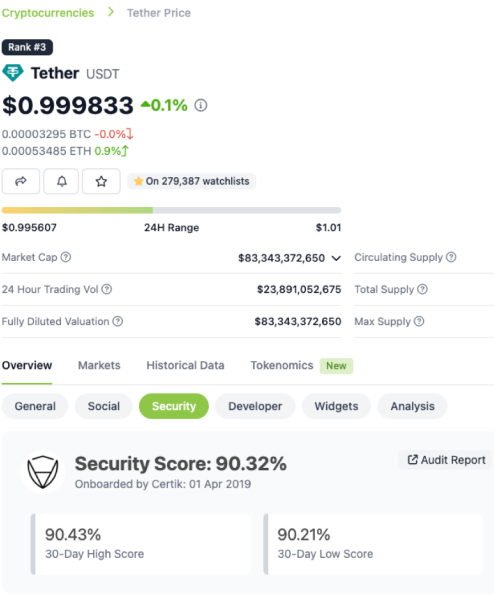 Cryptocurrencies > Tether Price
Rank #3
Tether USDT
$0.999833 0.1%
0.00003295 BTC -0.0%
0.00053485 ETH 0.9%
On 279,387 watchlists
$0.995607 24H Range $1.01
Market Cap $83,343,372,650 Circulating Supply
24 Hour Trading Vol $23,891,052,675 Total Supply
Fully Diluted Valuation $83,343,372,650 Max Supply
Overview Markets Historical Data Tokenomics New
General Social Security Developer Widgets Analysis
Security Score: 90.32% Audit Report
Onboarded by Certik: 01 Apr 2019
90.43% 90.21%
30-Day High Score 30-Day Low Score